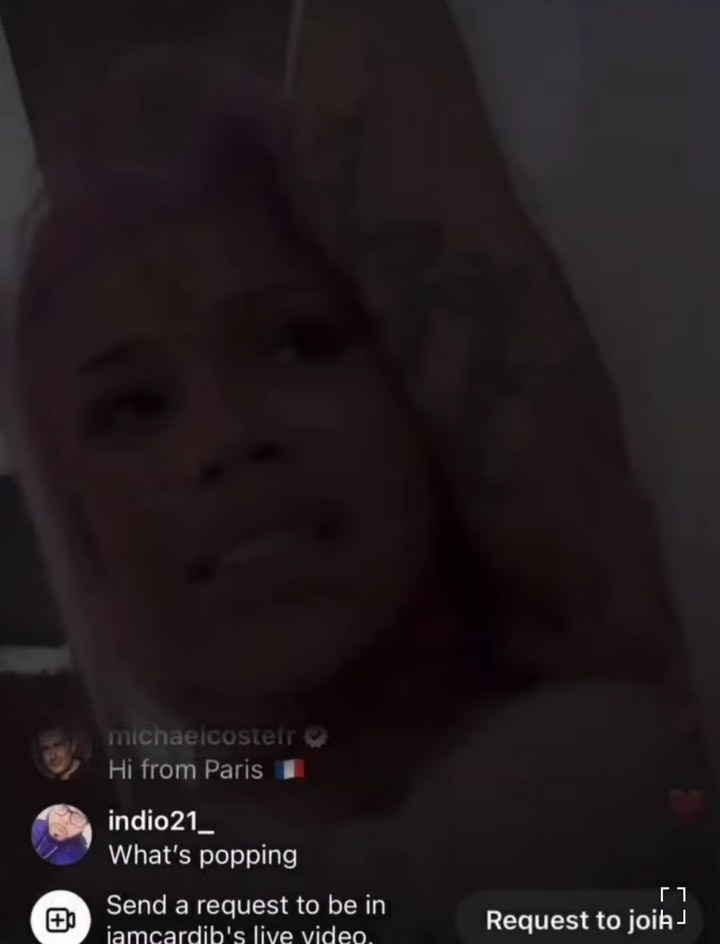 michaelcostefr
Hi from Paris 🇫🇷
indio21_
What's popping
Send a request to be in
iamcardib's live video.
Request to join